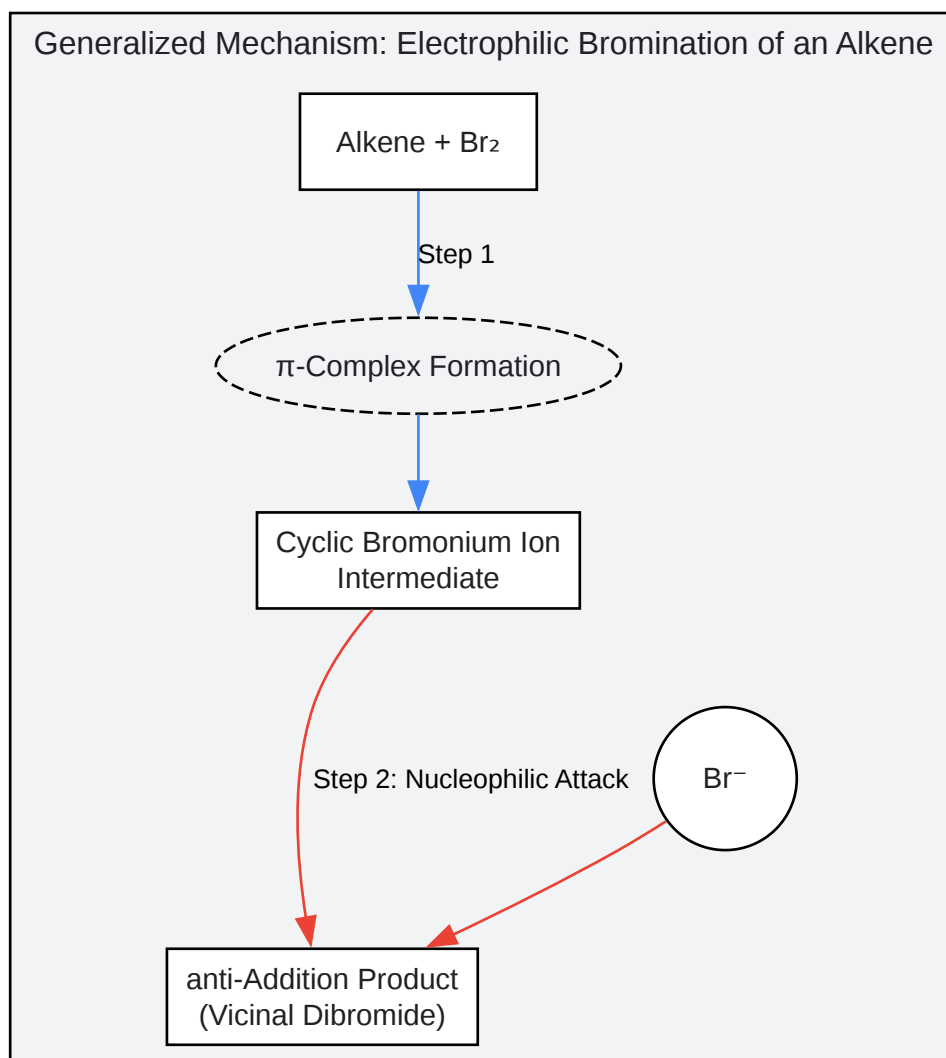 Generalized Mechanism: Electrophilic Bromination of an Alkene
Alkene + Br₂
Step 1
π-Complex Formation
Cyclic Bromonium Ion
Intermediate
Step 2: Nucleophilic Attack
Br⁻
anti-Addition Product
(Vicinal Dibromide)